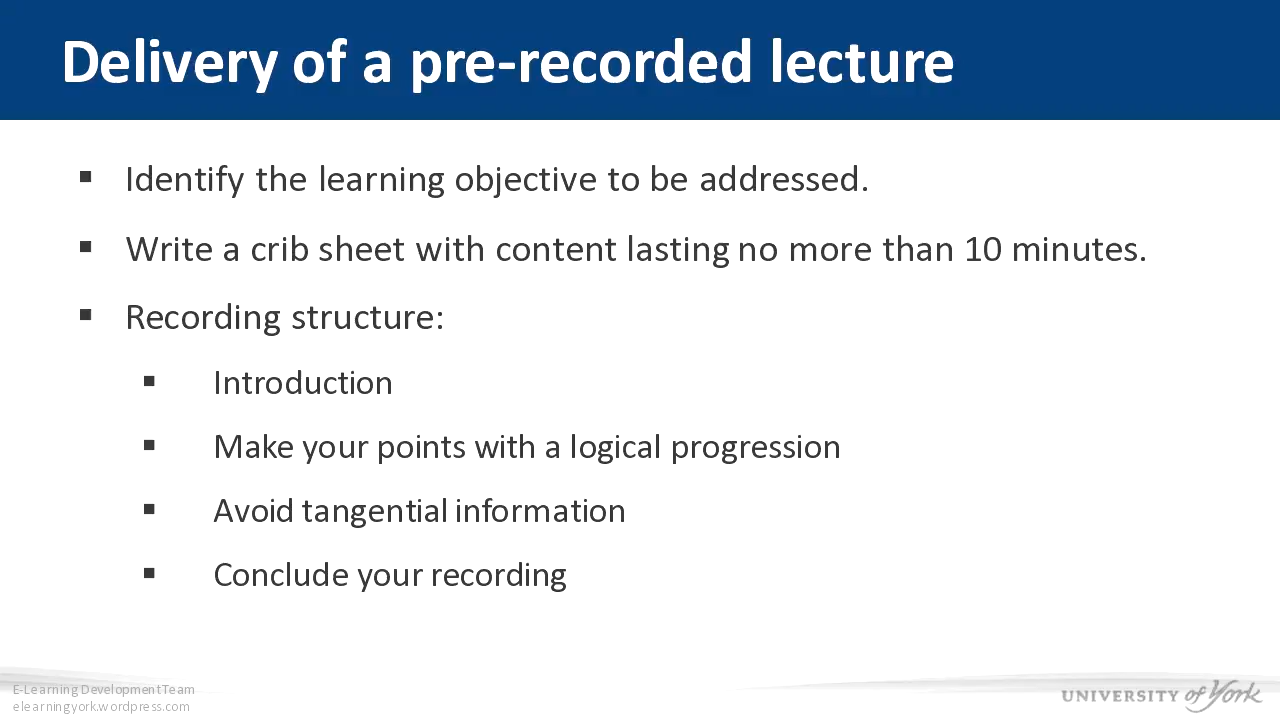 Delivery of a pre-recorded lecture
▪ Identify the learning objective to be addressed.
▪ Write a crib sheet with content lasting no more than 10 minutes.
▪ Recording structure:
▪ Introduction
▪ Make your points with a logical progression
▪ Avoid tangential information
▪ Conclude your recording
E-Learning Development Team
elearningyork.wordpress.com
UNIVERSITY of York